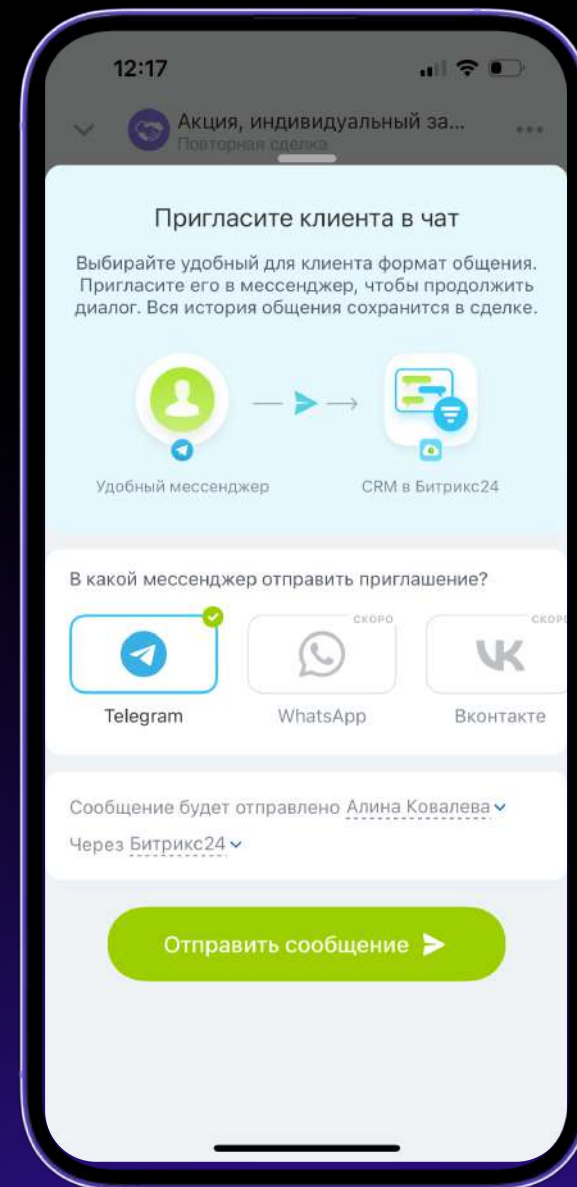 12:17
Акция, индивидуальный за...
Повторная сделка
Пригласите клиента в чат
Выбирайте удобный для клиента формат общения.
Пригласите его в мессенджер, чтобы продолжить
диалог. Вся история общения сохранится в сделке.
Удобный мессенджер
CRM в Битрикс24
В какой мессенджер отправить приглашение?
СКОРО
СКОРО
Telegram
WhatsApp
Вконтакте
Сообщение будет отправлено Алина Ковалева
Через Битрикс24
Отправить сообщение